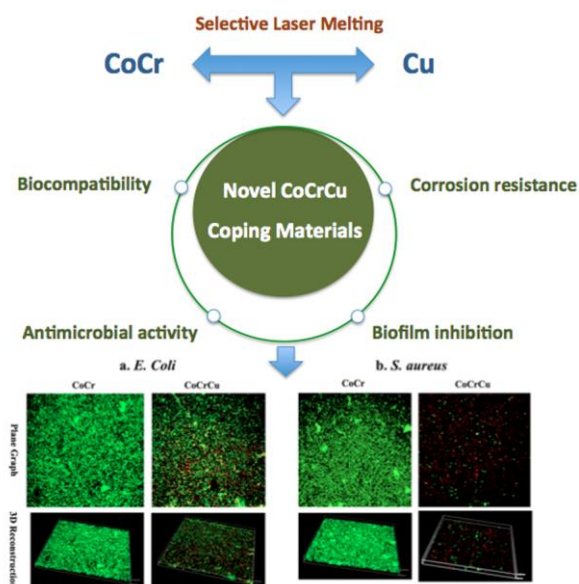 Selective Laser Melting
CoCr
Cu
Novel CoCrCu
Coping Materials
Biocompatibility
Corrosion resistance
Antimicrobial activity
Biofilm inhibition
a. E. Coli
b. S. aureus
CoCr
CoCrCu
CoCr
CoCrCu
Plane Graph
3D Reconstruction